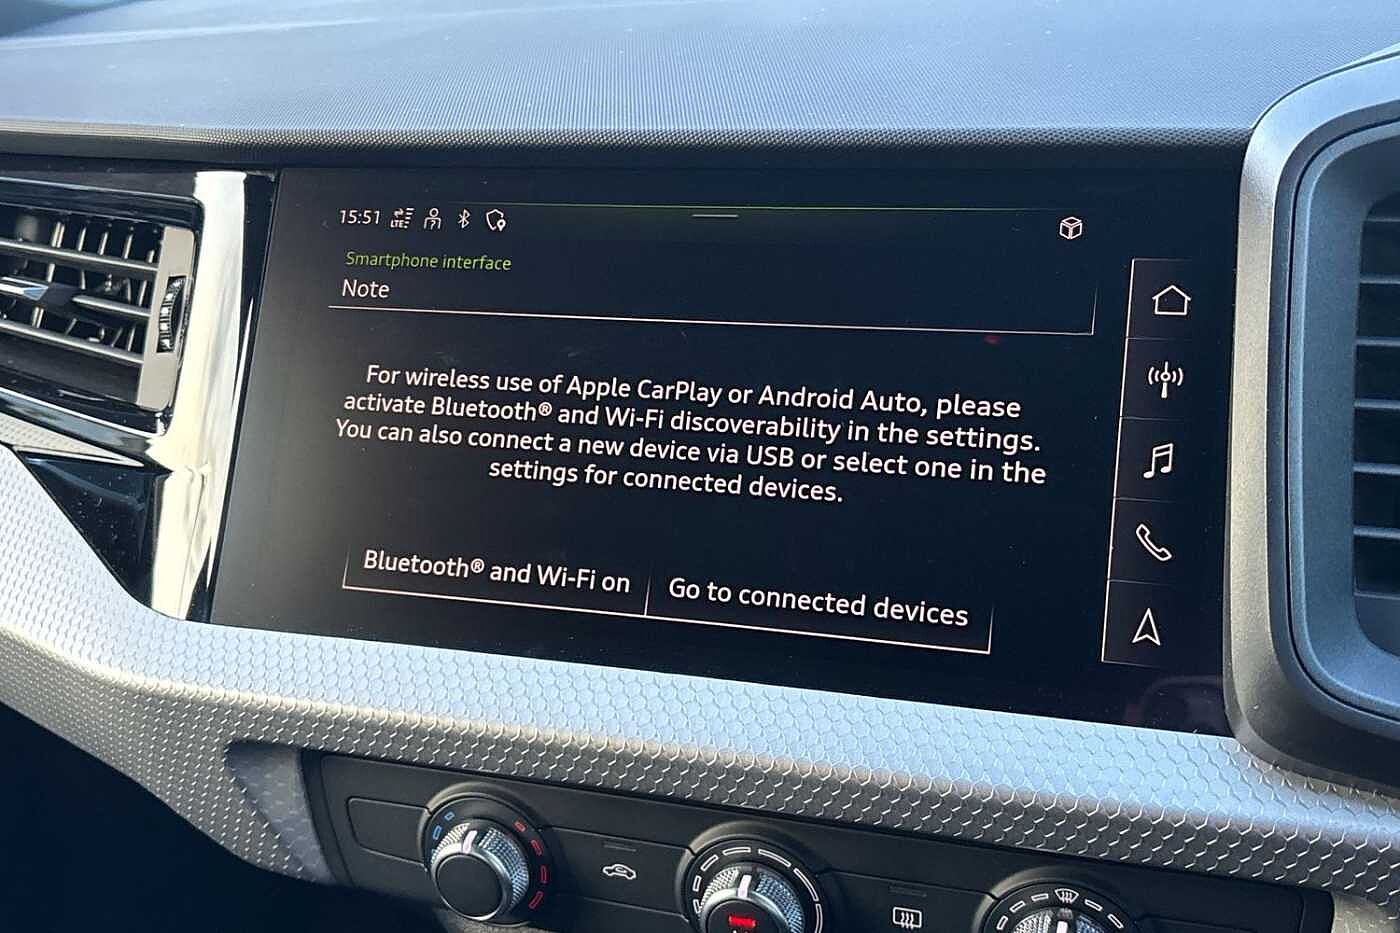 15:51 LTE
Smartphone interface
Note
For wireless use of Apple CarPlay or Android Auto, please
activate Bluetooth® and Wi-Fi discoverability in the settings.
You can also connect a new device via USB or select one in the
settings for connected devices.
Bluetooth® and Wi-Fi on
Go to connected devices